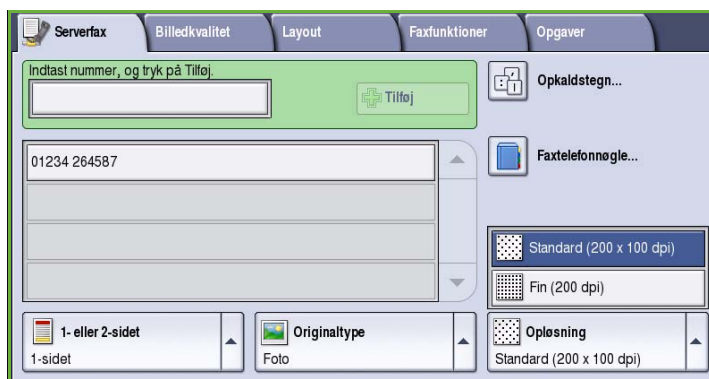 Serverfax
Billedkvalitet
Layout
Faxfunktioner
Opgaver
Indtast nummer, og tryk på Tilføj.
Tilføj
Opkaldstegn...
01234 264587
Faxtelefonnøgle...
Standard (200 x 100 dpi)
Fin (200 dpi)
1- eller 2-sidet
1-sidet
Originaltype
Foto
Opløsning
Standard (200 x 100 dpi)